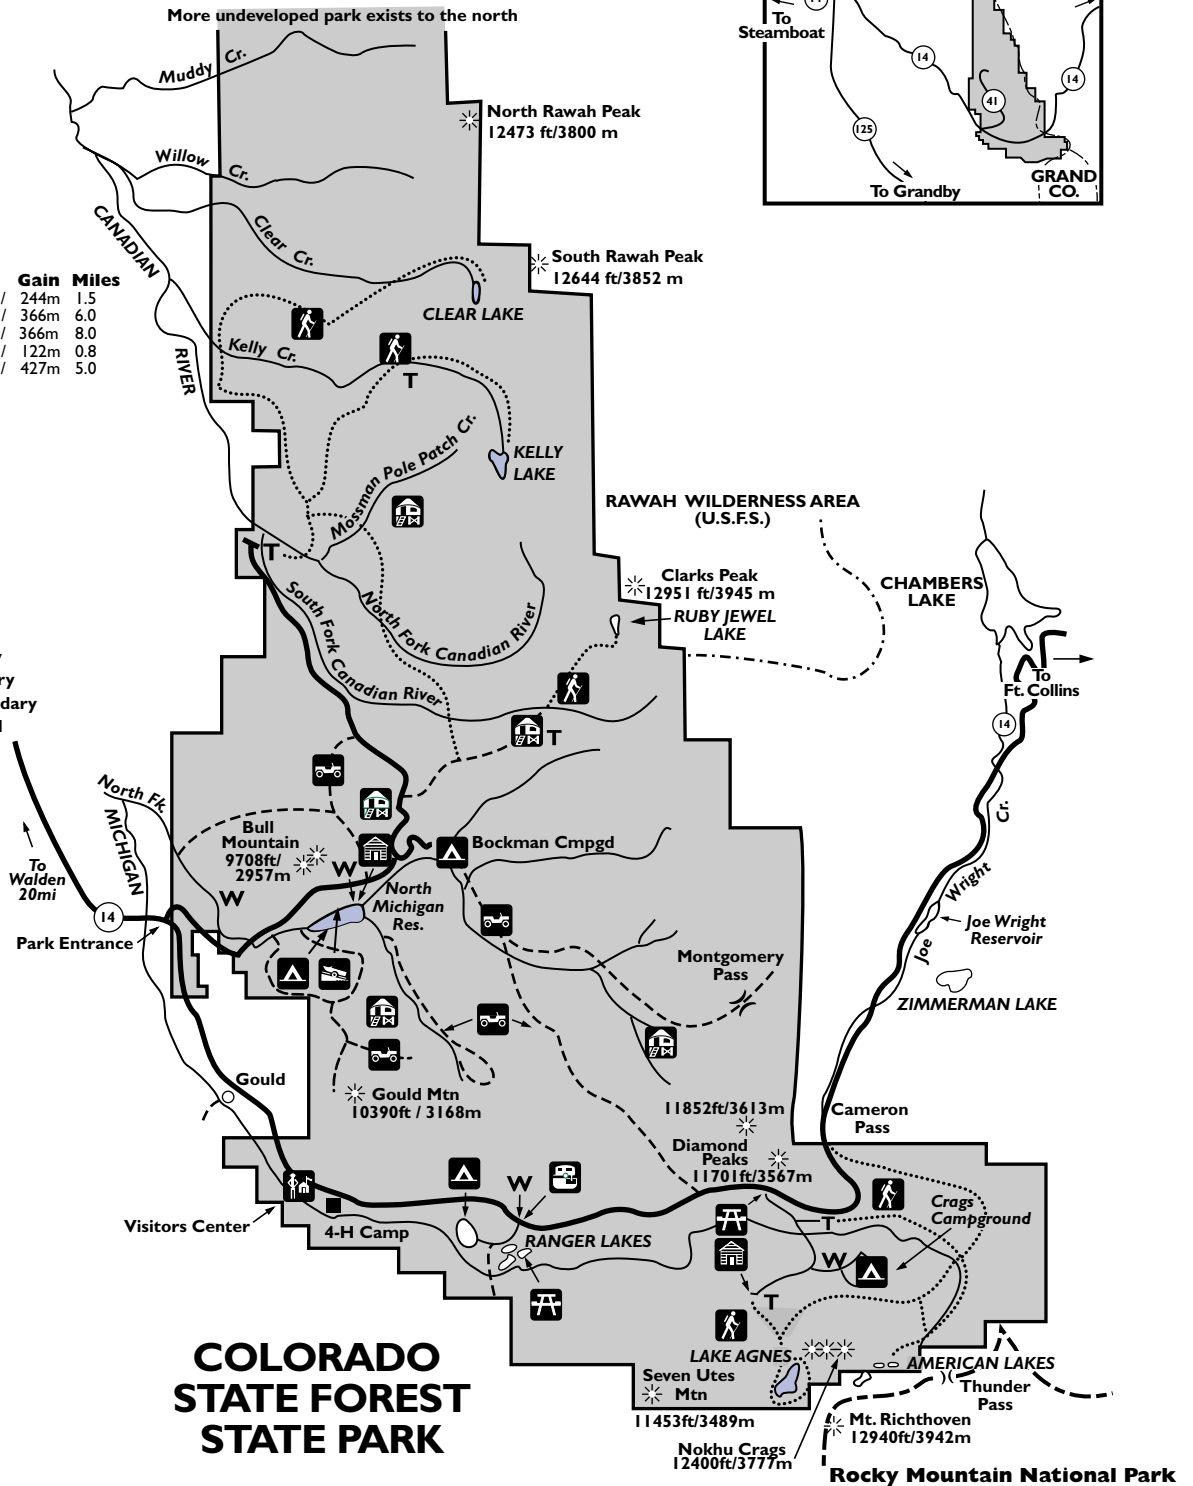 More undeveloped park exists to the north
To
Steamboat
14
14
41
125
To Grandby
GRAND
CO.
Muddy Cr.
North Rawah Peak
12473 ft/3800 m
Willow Cr.
CANADIAN
RIVER
Clear Cr.
South Rawah Peak
12644 ft/3852 m
Gain Miles
/ 244m 1.5
/ 366m 6.0
/ 366m 8.0
/ 122m 0.8
/ 427m 5.0
CLEAR LAKE
Kelly Cr.
T
Mossman Pole Patch Cr.
KELLY
LAKE
RAWAH WILDERNESS AREA
(U.S.F.S.)
T
Clarks Peak
12951 ft/3945 m
CHAMBERS
LAKE
South Fork Canadian River
North Fork Canadian River
RUBY JEWEL
LAKE
To
Ft. Collins
14
ry
dary
T
North Fk.
MICHIGAN
Cr.
Bull
Mountain
9708ft/
2957m
Bockman Cmpgd
To
Walden
20mi
W
W
North
Michigan
Res.
Wright
Joe
14
Park Entrance
Joe Wright
Reservoir
Montgomery
Pass
ZIMMERMAN LAKE
Gould
Gould Mtn
10390ft / 3168m
11852ft/3613m
Cameron
Pass
Diamond
Peaks
11701ft/3567m
W
Crags
Campground
Visitors Center
4-H Camp
RANGER LAKES
T
W
T
COLORADO
STATE FOREST
STATE PARK
LAKE AGNES
AMERICAN LAKES
Seven Utes
Mtn
11453ft/3489m
Thunder
Pass
Mt. Richthoven
12940ft/3942m
Nokhu Crags
12400ft/3777m
Rocky Mountain National Park